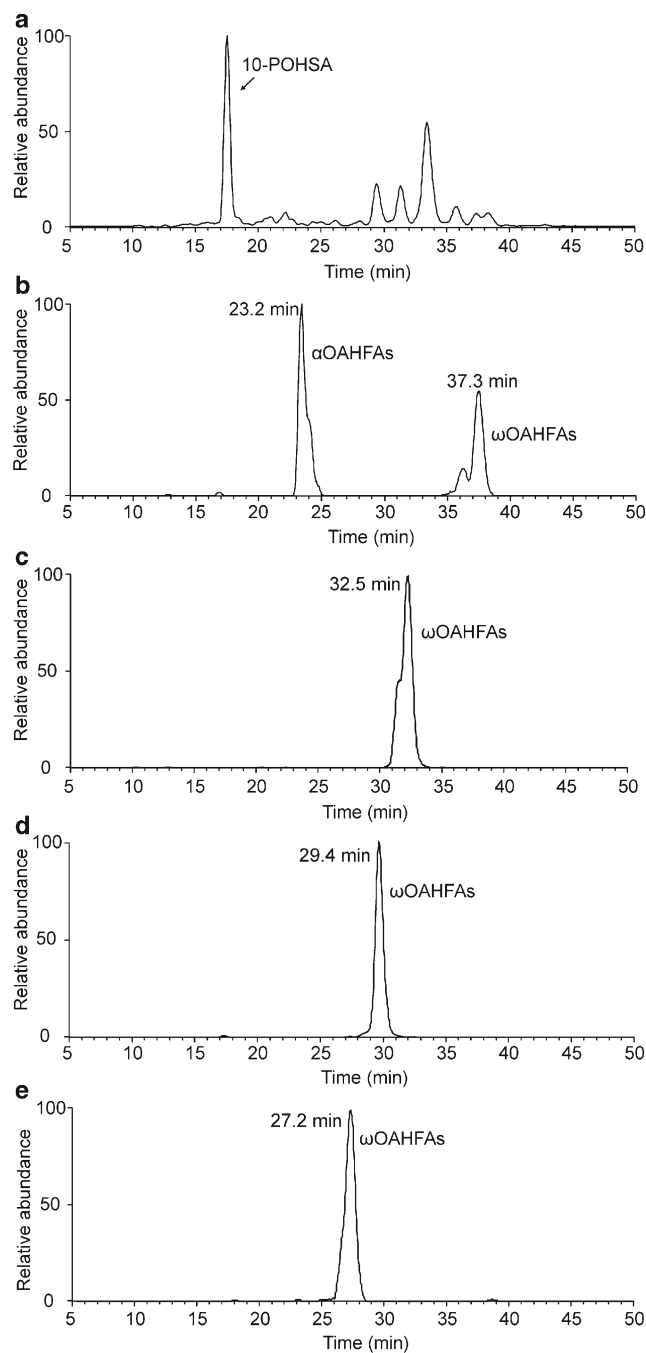 a
Relative abundance
100
50
0
10-POHSA
5 10 15 20 25 30 35 40 45 50
Time (min)
b
Relative abundance
100
50
0
23.2 min
αOAHFAs
37.3 min
ωOAHFAs
5 10 15 20 25 30 35 40 45 50
Time (min)
c
Relative abundance
100
50
0
32.5 min
ωOAHFAs
5 10 15 20 25 30 35 40 45 50
Time (min)
d
Relative abundance
100
50
0
29.4 min
ωOAHFAs
5 10 15 20 25 30 35 40 45 50
Time (min)
e
Relative abundance
100
50
0
27.2 min
ωOAHFAs
5 10 15 20 25 30 35 40 45 50
Time (min)